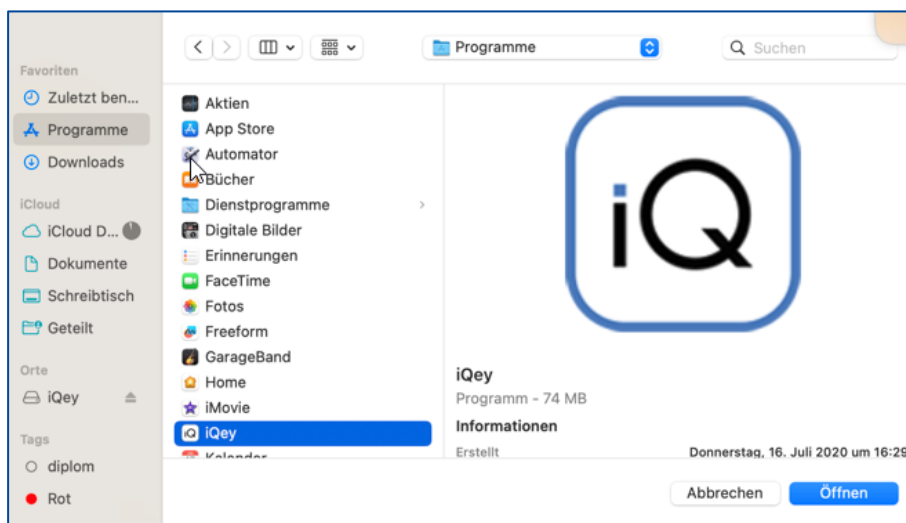 Programme
Suchen
Favoriten
Zuletzt ben...
Programme
Downloads
iCloud
iCloud D...
Dokumente
Schreibtisch
Geteilt
Orte
iQey
Tags
diplom
Rot
Aktien
App Store
Automator
Bücher
Dienstprogramme
Digitale Bilder
Erinnerungen
FaceTime
Fotos
Freeform
GarageBand
Home
iMovie
iQey
Kalender
iQ
iQey
Programm - 74 MB
Informationen
Erstellt
Donnerstag, 16. Juli 2020 um 16:29
Abbrechen
Öffnen